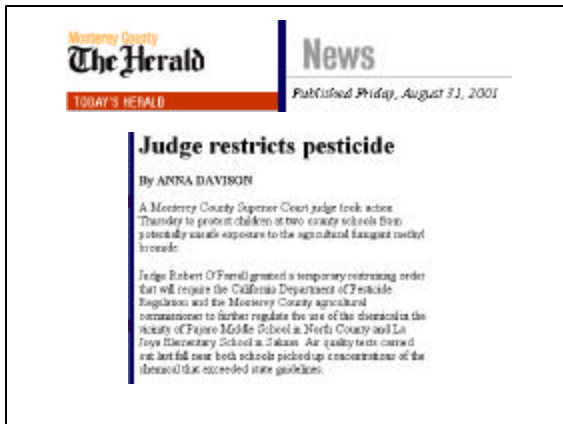 Monterey County
The Herald
TODAY'S HERALD
News
Published Friday, August 31, 2001
Judge restricts pesticide
By ANNA DAVISON
A Monterey County Superior Court judge took action
Thursday to protect children at two county schools from
potentially unsafe exposure to the agricultural fumigant methyl
bromide.
Judge Robert O'Farrell granted a temporary restraining order
that will require the California Department of Pesticide
Regulation and the Monterey County agricultural
commissioner to further regulate the use of the chemical in the
vicinity of Pajaro Middle School in North County and La
Joya Elementary School in Salinas. Air quality tests carried
out last fall near both schools picked up concentrations of the
chemical that exceeded state guidelines.